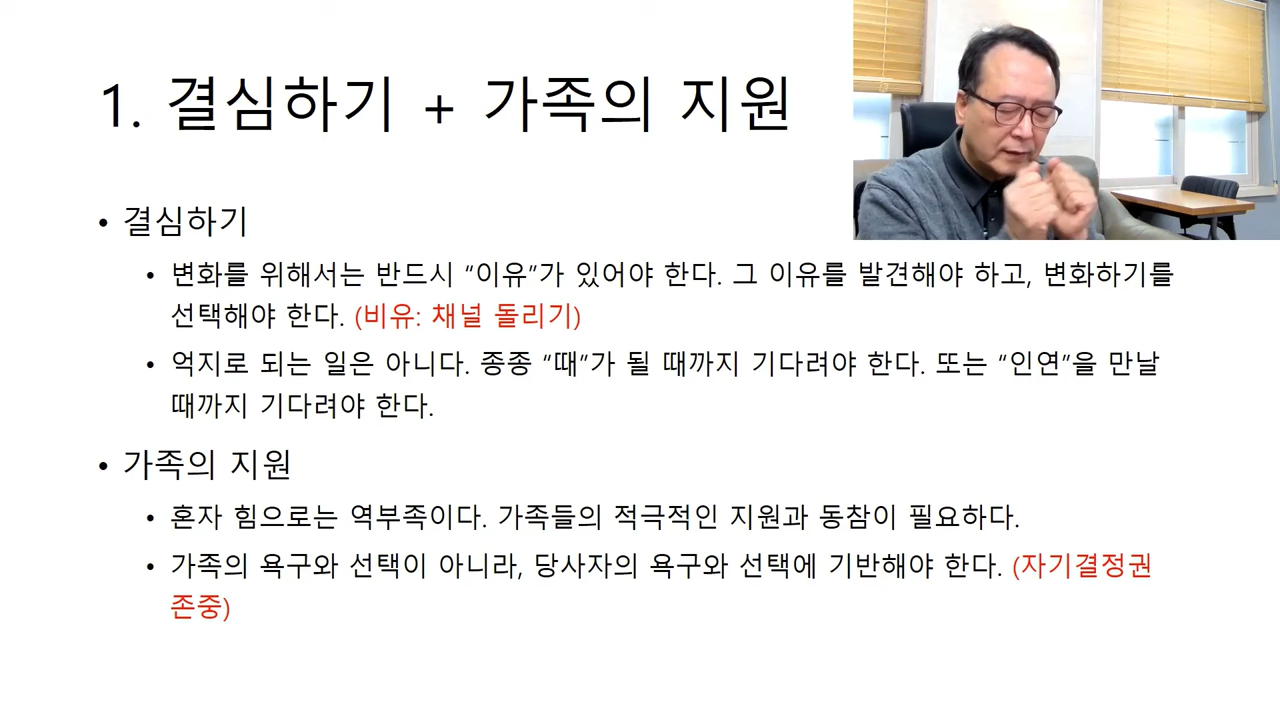 1. 결심하기 + 가족의 지원
• 결심하기
• 변화를 위해서는 반드시 “이유”가 있어야 한다. 그 이유를 발견해야 하고, 변화하기를
선택해야 한다. (비유: 채널 돌리기)
• 억지로 되는 일은 아니다. 종종 “때”가 될 때까지 기다려야 한다. 또는 “인연”을 만날
때까지 기다려야 한다.
• 가족의 지원
• 혼자 힘으로는 역부족이다. 가족들의 적극적인 지원과 동참이 필요하다.
• 가족의 욕구와 선택이 아니라, 당사자의 욕구와 선택에 기반해야 한다. (자기결정권
존중)